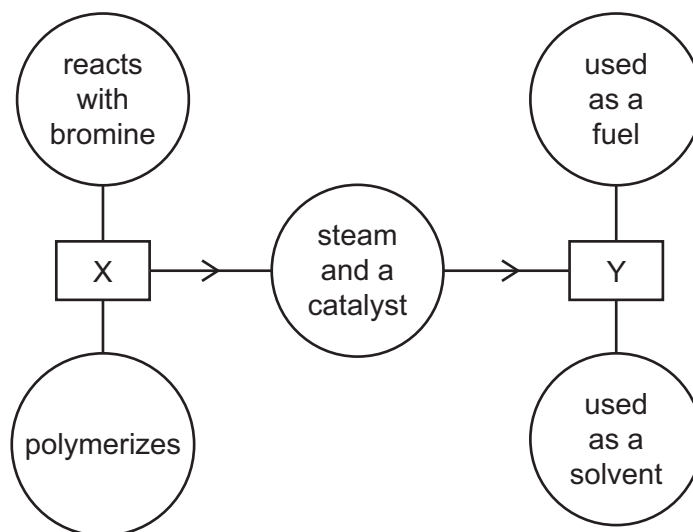 reacts
with
bromine
used
as a
fuel
X
steam
and a
catalyst
Y
polymerizes
used
as a
solvent